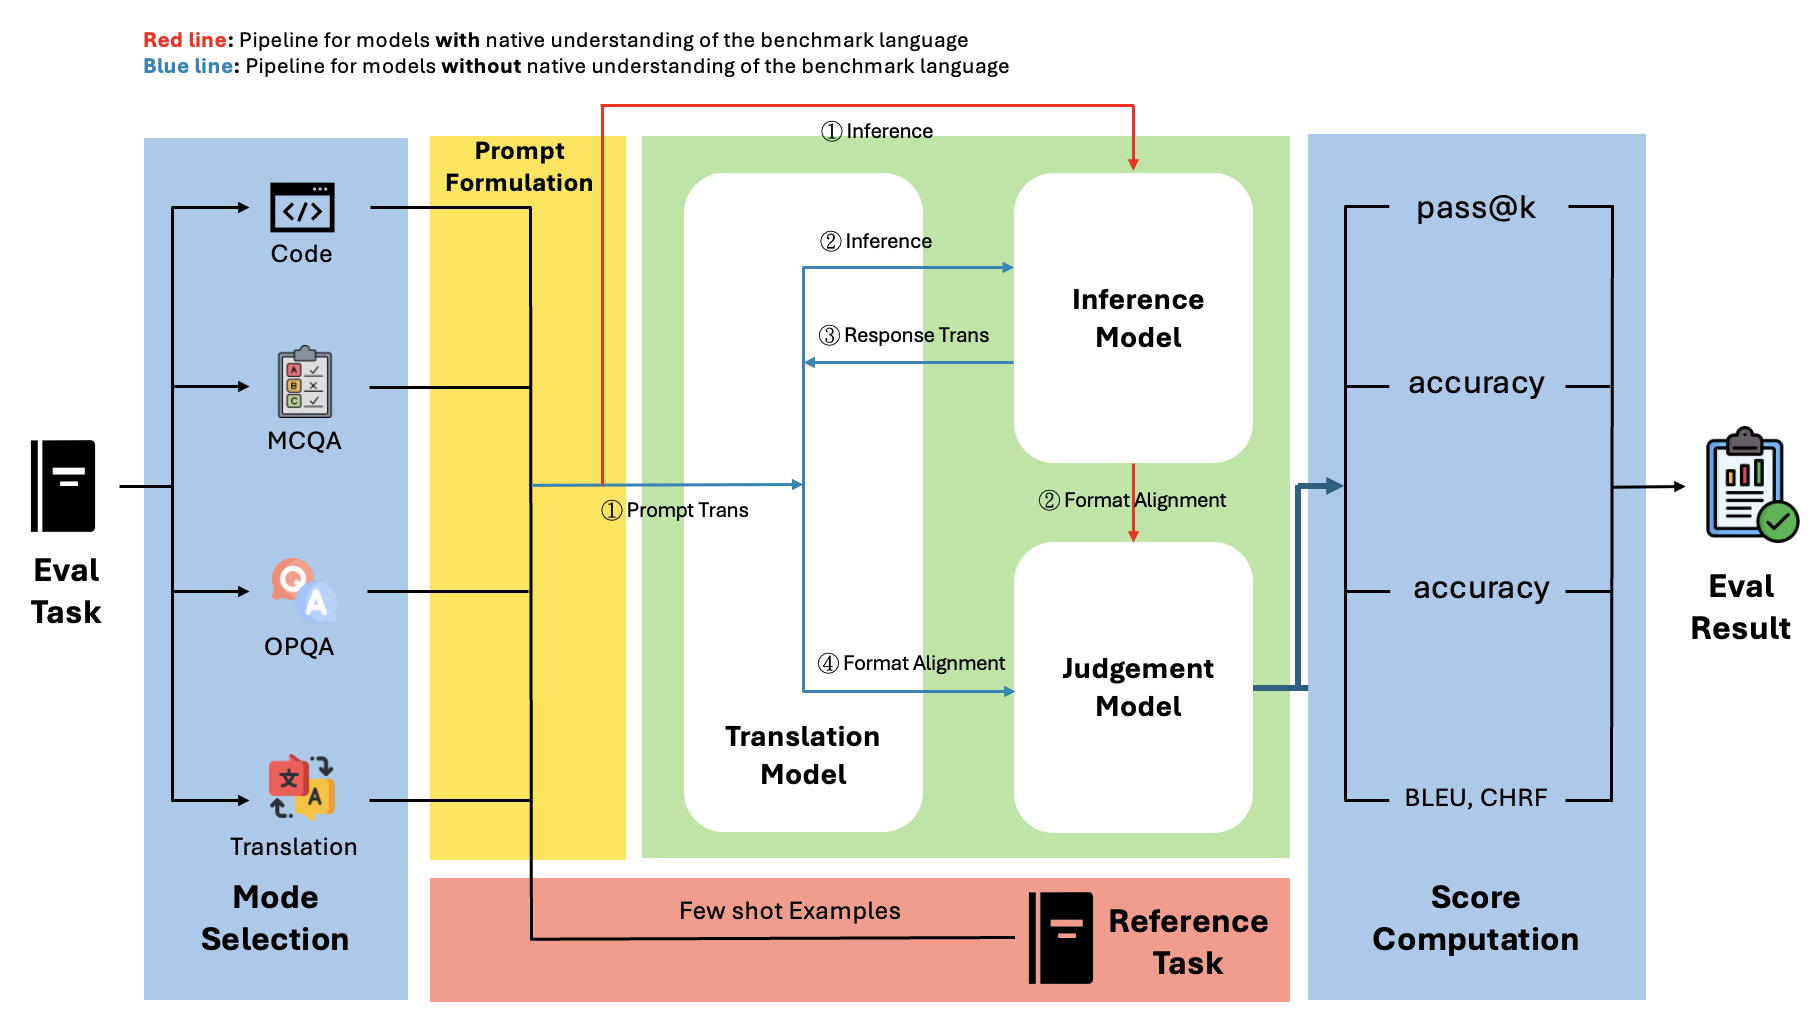 Red line: Pipeline for models with native understanding of the benchmark language
Blue line: Pipeline for models without native understanding of the benchmark language
Eval
Task
Code
MCQA
OPQA
Translation
Mode
Selection
Prompt
Formulation
① Inference
② Inference
③ Response Trans
① Prompt Trans
④ Format Alignment
Translation
Model
Inference
Model
② Format Alignment
Judgement
Model
Few shot Examples
Reference
Task
pass@k
accuracy
accuracy
BLEU, CHRF
Score
Computation
Eval
Result